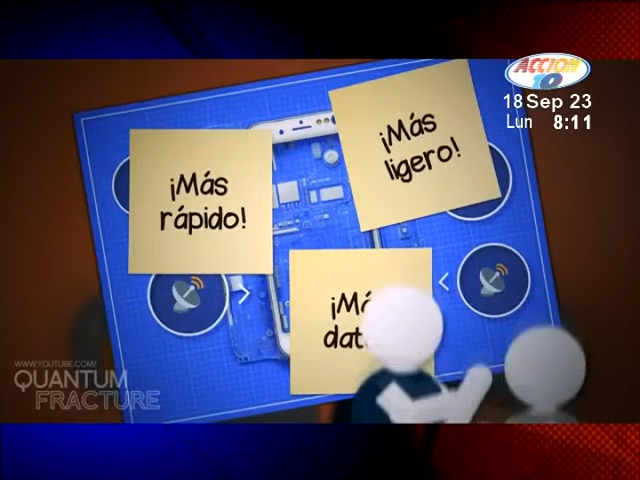 ACCION
10
18 Sep 23
Lun 8:11
¡Más
ligero!
¡Más
rápido!
WWW.YOUTUBE.COM/
QUANTUM
FRACTURE